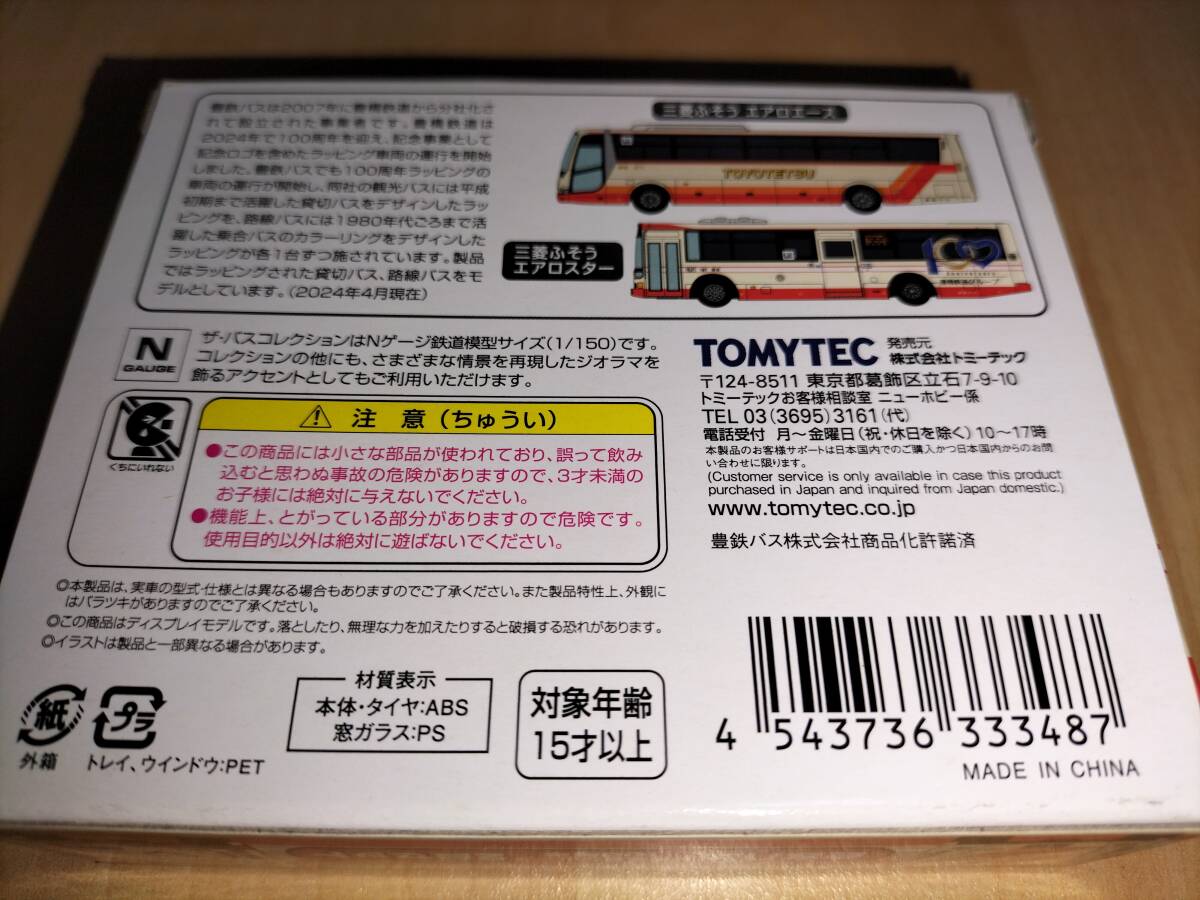 豊鉄バスは2007年に豊橋鉄道から分社化さ
れて設立された事業者です。豊橋鉄道は
2024年で100周年を迎え、記念事業として
記念ロゴを含めたラッピング車両の運行を開始
しました。豊鉄バスでも100周年ラッピングの
車両の運行が開始し、同社の観光バスには平成
初期まで活躍した貸切バスをデザインしたラッ
ピングを、路線バスには1980年代ごろまで活
躍した乗合バスのカラーリングをデザインした
ラッピングが各1台ずつ施されています。製品
ではラッピングされた貸切バス、路線バスをモ
デルとしています。(2024年4月現在)
三菱ふそう エアロエース
TOYOTETSU
三菱ふそう
エアロスター
100
Anniversary
豊橋鉄道グループ
N
GAUGE
ザ・バスコレクションはNゲージ鉄道模型サイズ(1/150)です。
コレクションの他にも、さまざまな情景を再現したジオラマを
飾るアクセントとしてもご利用いただけます。
くちにいれない
注 意 (ちゅうい)
●この商品には小さな部品が使われており、誤って飲み
込むと思わぬ事故の危険がありますので、3才未満の
お子様には絶対に与えないでください。
●機能上、とがっている部分がありますので危険です。
使用目的以外は絶対に遊ばないでください。
◎本製品は、実車の型式・仕様とは異なる場合もありますのでご了承ください。また製品特性上、外観に
はバラツキがありますのでご了承ください。
◎この商品はディスプレイモデルです。落としたり、無理な力を加えたりすると破損する恐れがあります。
◎イラストは製品と一部異なる場合があります。
紙
外箱
プラ
トレイ、ウインドウ:PET
材質表示
本体・タイヤ:ABS
窓ガラス:PS
対象年齢
15才以上
TOMYTEC
発売元
株式会社トミーテック
〒124-8511 東京都葛飾区立石7-9-10
トミーテックお客様相談室 ニューホビー係
TEL 03(3695)3161(代)
電話受付 月～金曜日(祝・休日を除く)10～17時
本製品のお客様サポートは日本国内でのご購入かつ日本国内からのお問
い合わせに限ります。
(Customer service is only available in case this product
purchased in Japan and inquired from Japan domestic.)
www.tomytec.co.jp
豊鉄バス株式会社商品化許諾済
4 543736 333487
MADE IN CHINA